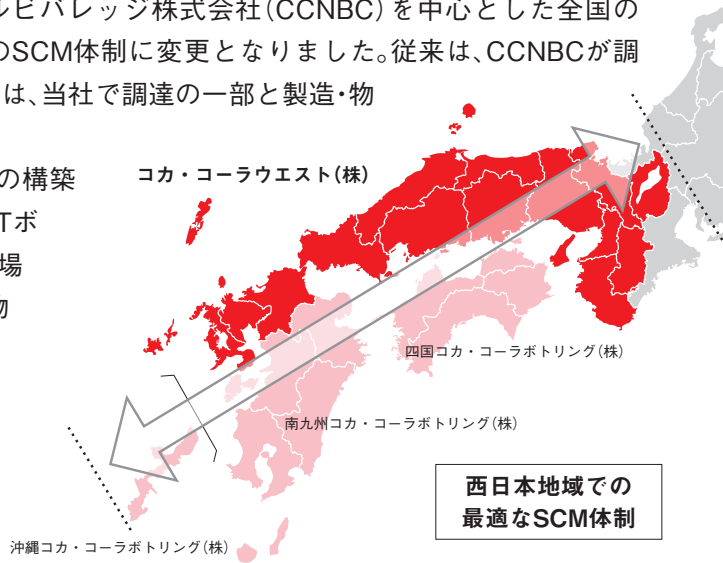 ルビバレッジ株式会社(CCNBC)を中心とした全国の
のSCM体制に変更となりました。従来は、CCNBCが調
は、当社で調達の一部と製造・物
の構築
Tボ
場
物
コカ・コーラウエスト(株)
四国コカ・コーラボトリング(株)
南九州コカ・コーラボトリング(株)
西日本地域での
最適なSCM体制
沖縄コカ・コーラボトリング(株)